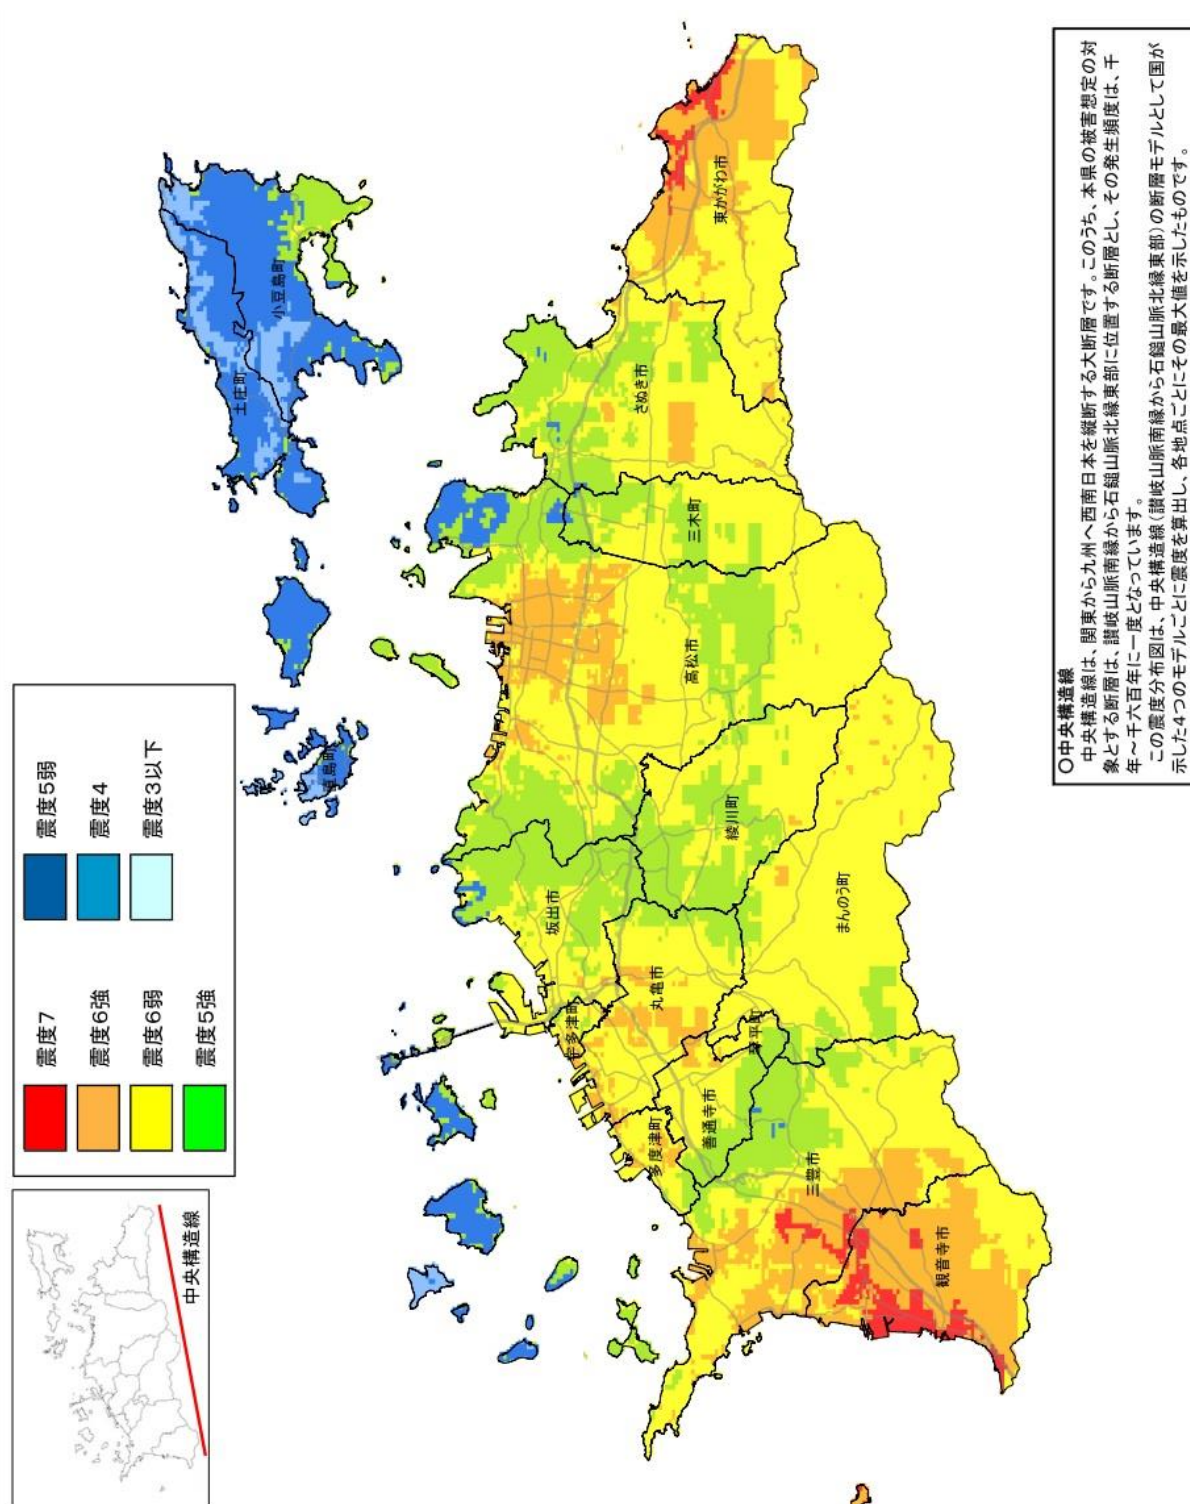 中央構造線
震度7
震度6強
震度6弱
震度5強
震度5弱
震度4
震度3以下
土庄町
小豆島町
直島町
東かがわ市
さぬき市
三木町
高松市
綾川町
坂出市
宇多津町
丸亀市
まんのう町
琴平町
善通寺市
多度津町
三豊市
観音寺市
〇中央構造線
中央構造線は、関東から九州へ西南日本を縦断する大断層です。このうち、本県の被害想定の対
象とする断層は、讃岐山脈南縁から石鎚山脈北縁東部に位置する断層とし、その発生頻度は、千
年～千六百年に一度となっています。
この震度分布図は、中央構造線(讃岐山脈南縁から石鎚山脈北縁東部)の断層モデルとして国が
示した4つのモデルごとに震度を算出し、各地点ごとにその最大値を示したものです。